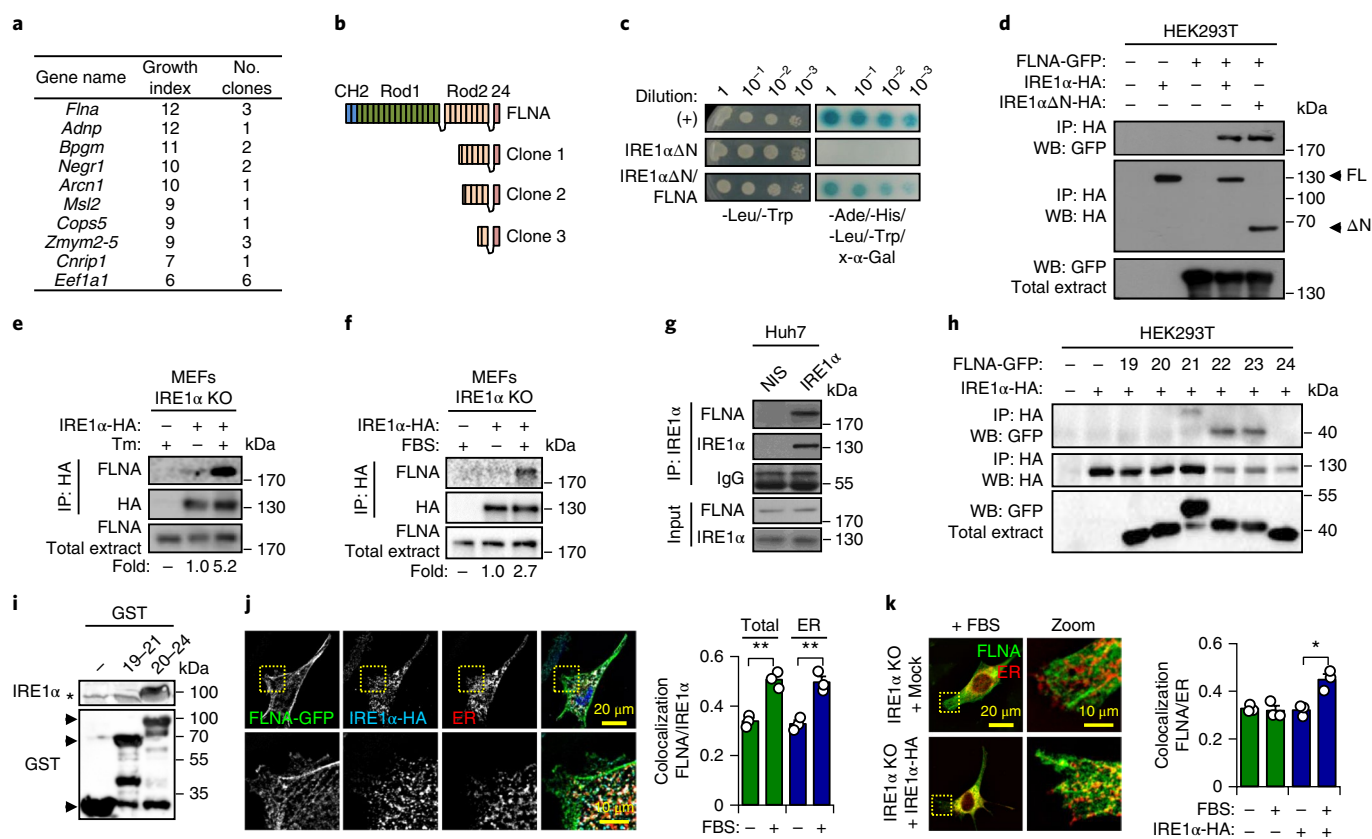 a
Gene name Growth index No. clones
Flna 12 3
Adnp 12 1
Bpgm 11 2
Negr1 10 2
Arcn1 10 1
Msl2 9 1
Cops5 9 1
Zmym2-5 9 3
Cnrip1 7 1
Eef1a1 6 6
b
CH2 Rod1 Rod2 24
FLNA
Clone 1
Clone 2
Clone 3
c
Dilution: 1 10⁻¹ 10⁻² 10⁻³ 1 10⁻¹ 10⁻² 10⁻³
(+)
IRE1αΔN
IRE1αΔN/
FLNA
-Leu/-Trp
-Ade/-His/
-Leu/-Trp/
x-α-Gal
d
HEK293T
FLNA-GFP: – – + + +
IRE1α-HA: – + – + –
IRE1αΔN-HA: – – – – +
kDa
IP: HA
WB: GFP
170
IP: HA
WB: HA
130 FL
100
70
ΔN
WB: GFP
Total extract
130
e
MEFs
IRE1α KO
IRE1α-HA: – + +
Tm: + – + kDa
IP: HA
FLNA
170
HA 130
FLNA
Total extract 170
Fold: – 1.0 5.2
f
MEFs
IRE1α KO
IRE1α-HA: – + +
FBS: + – + kDa
IP: HA
FLNA
170
HA 130
FLNA
Total extract 170
Fold: – 1.0 2.7
g
Huh7
NIS IRE1α
kDa
IP: IRE1α
FLNA 170
IRE1α 130
IgG 55
Input
FLNA 170
IRE1α 130
h
HEK293T
FLNA-GFP: – – 19 20 21 22 23 24
IRE1α-HA: – + + + + + + + kDa
IP: HA
WB: GFP
40
IP: HA
WB: HA
130
WB: GFP
Total extract
55
40
i
GST
– 19–21 20–24
kDa
IRE1α * 100
GST
100
70
55
35
j
FLNA-GFP IRE1α-HA ER 20 μm
10 μm
Total ER
** **
Colocalization
FLNA/IRE1α
0.6
0.4
0.2
0
FBS: – + – +
k
+ FBS Zoom
IRE1α KO
+ Mock
FLNA
ER
20 μm 10 μm
IRE1α KO
+ IRE1α-HA
*
Colocalization
FLNA/ER
0.6
0.4
0.2
0
FBS: – + – +
IRE1α-HA: – – + +